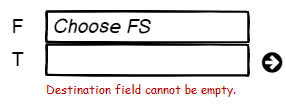 F Choose FS
T
Destination field cannot be empty.